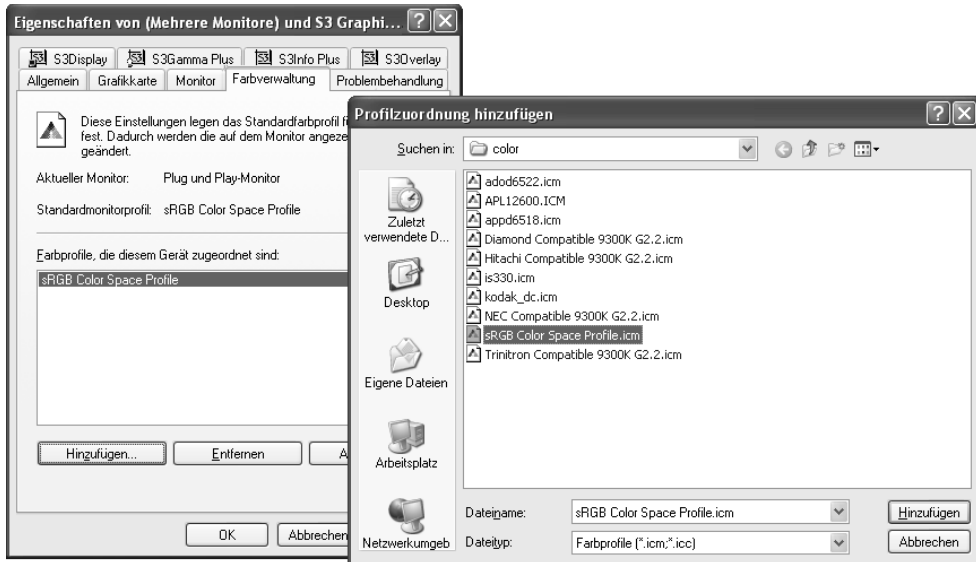 Eigenschaften von (Mehrere Monitore) und S3 Graphi...
S3Display S3Gamma Plus S3Info Plus S3Overlay
Allgemein Grafikkarte Monitor Farbverwaltung Problembehandlung
Diese Einstellungen legen das Standardfarbprofil f
fest. Dadurch werden die auf dem Monitor angeze
geändert.
Aktueller Monitor: Plug und Play-Monitor
Standardmonitorprofil: sRGB Color Space Profile
Farbprofile, die diesem Gerät zugeordnet sind:
sRGB Color Space Profile
Hinzufügen... Entfernen A
OK Abbrechen
Profilzuordnung hinzufügen
Suchen in: color
Zuletzt
verwendete D...
Desktop
Eigene Dateien
Arbeitsplatz
Netzwerkumgeb
adod6522.icm
APL12600.ICM
appd6518.icm
Diamond Compatible 9300K G2.2.icm
Hitachi Compatible 9300K G2.2.icm
is330.icm
kodak_dc.icm
NEC Compatible 9300K G2.2.icm
sRGB Color Space Profile.icm
Trinitron Compatible 9300K G2.2.icm
Dateiname: sRGB Color Space Profile.icm Hinzufügen
Dateityp: Farbprofile (*.icm;*.icc) Abbrechen